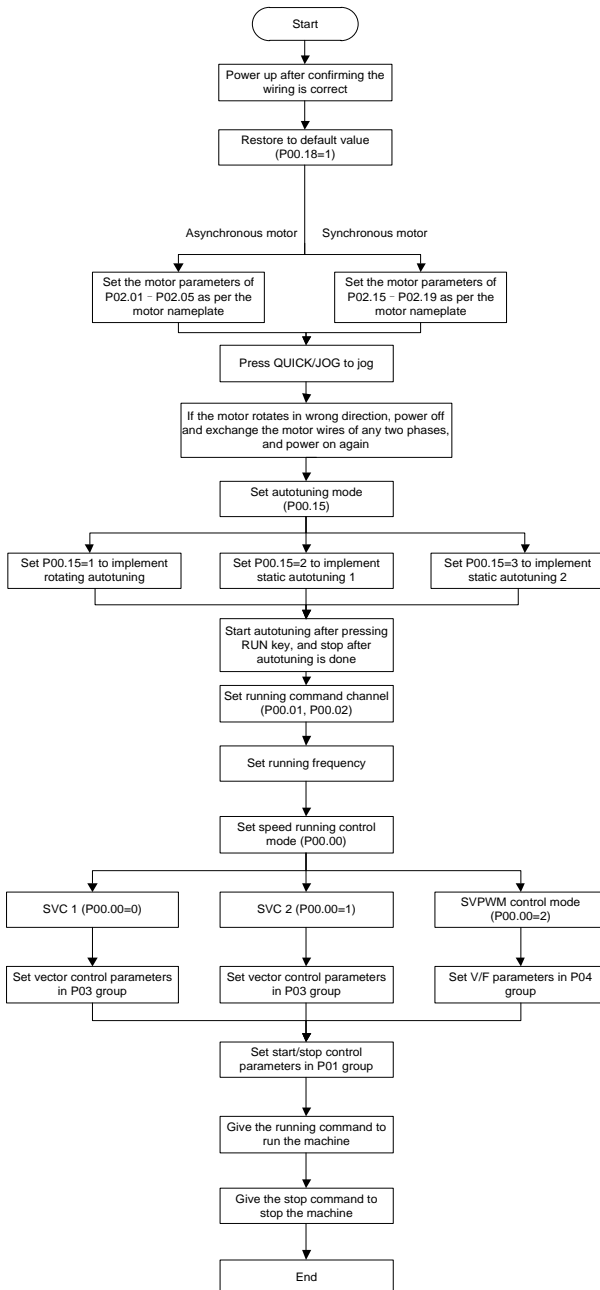 Start
Power up after confirming the
wiring is correct
Restore to default value
(P00.18=1)
Asynchronous motor
Synchronous motor
Set the motor parameters of
P02.01–P02.05 as per the
motor nameplate
Set the motor parameters of
P02.15–P02.19 as per the
motor nameplate
Press QUICK/JOG to jog
If the motor rotates in wrong direction, power off
and exchange the motor wires of any two phases,
and power on again
Set autotuning mode
(P00.15)
Set P00.15=1 to implement
rotating autotuning
Set P00.15=2 to implement
static autotuning 1
Set P00.15=3 to implement
static autotuning 2
Start autotuning after pressing
RUN key, and stop after
autotuning is done
Set running command channel
(P00.01, P00.02)
Set running frequency
Set speed running control
mode (P00.00)
SVC 1 (P00.00=0)
SVC 2 (P00.00=1)
SVPWM control mode
(P00.00=2)
Set vector control parameters
in P03 group
Set vector control parameters
in P03 group
Set V/F parameters in P04
group
Set start/stop control
parameters in P01 group
Give the running command to
run the machine
Give the stop command to
stop the machine
End